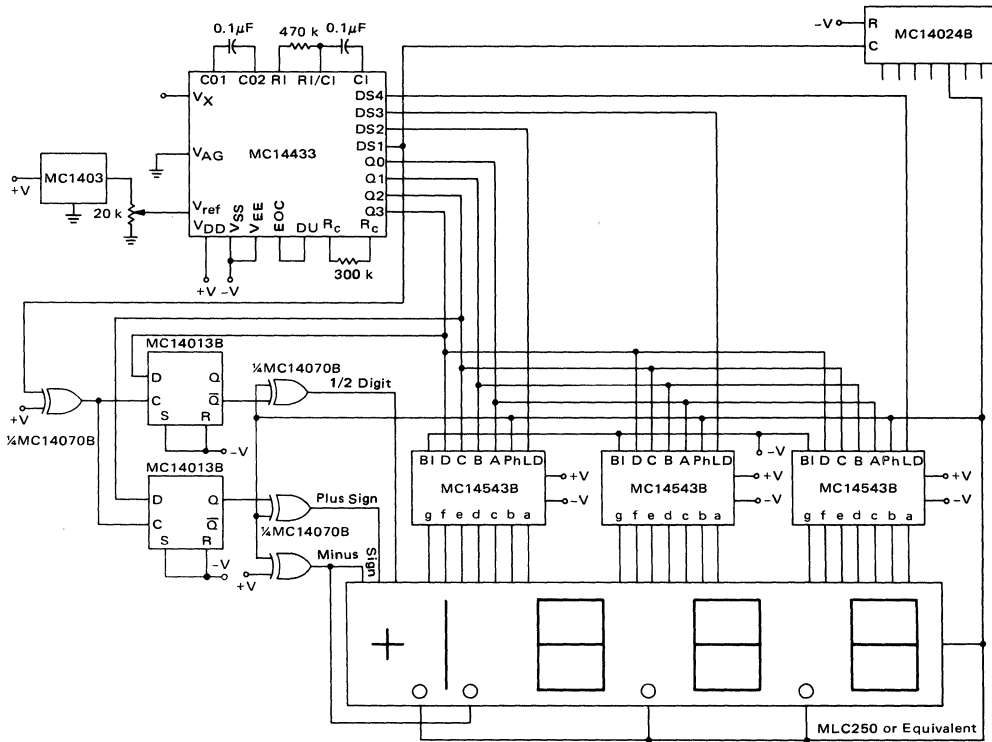 0.1μF 470 k 0.1μF
–V R
C
MC14024B
C01 C02 RI RI/CI CI
VX
VAG
MC14433
DS4
DS3
DS2
DS1
Q0
Q1
Q2
Q3
MC1403
+V
20 k
Vref
VDD VSS VEE EOC DU RC RC
300 k
+V –V
MC14013B
D Q
C Q
S R
–V
+V
¼MC14070B
¼MC14070B
1/2 Digit
MC14013B
D Q
C Q
S R
–V
Plus Sign
¼MC14070B
Minus
Sign
+V
–V
BI D C B A Ph LD
MC14543B
g f e d c b a
+V
–V
BI D C B A Ph LD
MC14543B
g f e d c b a
+V
–V
BI D C B A Ph LD
MC14543B
g f e d c b a
+V
–V
MLC250 or Equivalent